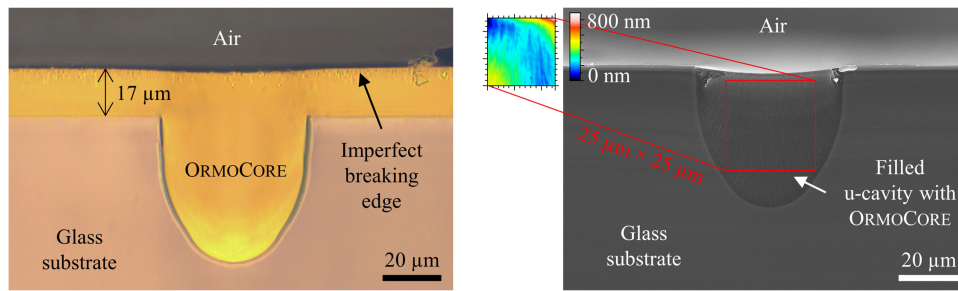 Air
17 µm
ORMOCORE
Imperfect
breaking
edge
Glass
substrate
20 µm
800 nm
0 nm
Air
25 µm × 25 µm
Filled
u-cavity with
ORMOCORE
Glass
substrate
20 µm